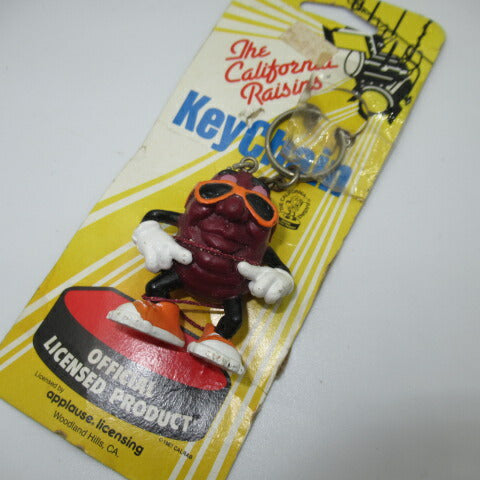 The
California
Raisins
KeyChain
OFFICIAL
LICENSED PRODUCT
Licensed by
applause licensing
Woodland Hills, CA.